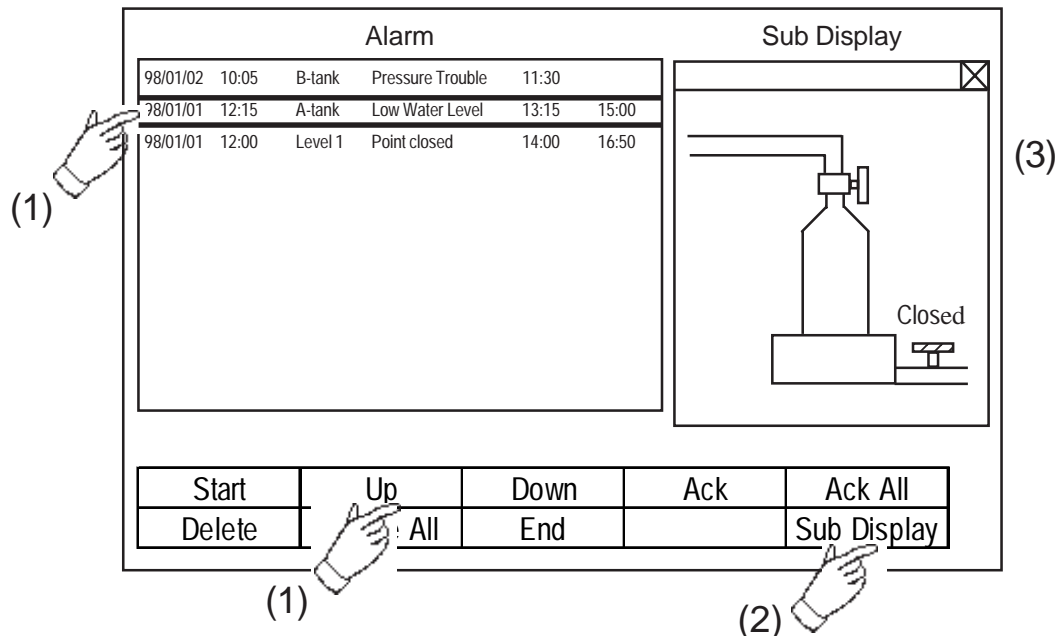 Alarm
Sub Display
98/01/02 10:05 B-tank Pressure Trouble 11:30
98/01/01 12:15 A-tank Low Water Level 13:15 15:00
98/01/01 12:00 Level 1 Point closed 14:00 16:50
(1)
(3)
Closed
Start Up Down Ack Ack All
Delete All End Sub Display
(1)
(2)